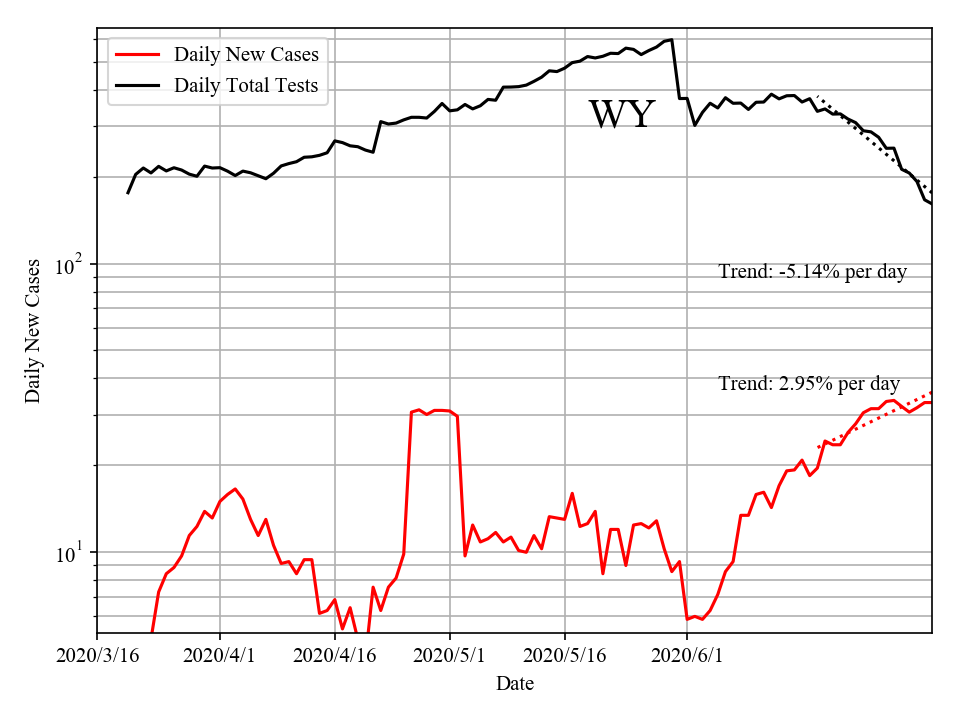 Daily New Cases
Daily Total Tests
WY
10²
Trend: -5.14% per day
Daily New Cases
Trend: 2.95% per day
10¹
2020/3/16 2020/4/1 2020/4/16 2020/5/1 2020/5/16 2020/6/1
Date